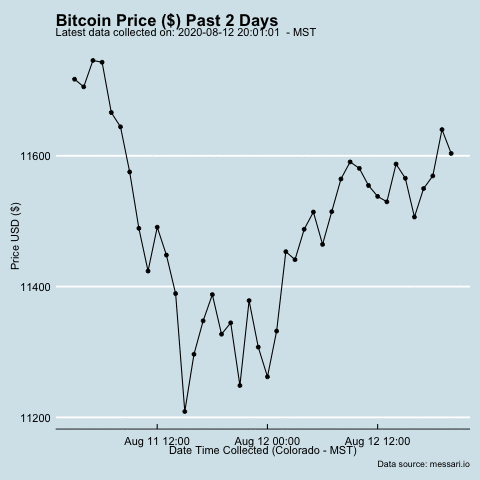 Bitcoin Price ($) Past 2 Days
Latest data collected on: 2020-08-12 20:01:01  - MST
11600
11400
11200
Price USD ($)
Aug 11 12:00 Aug 12 00:00 Aug 12 12:00
Date Time Collected (Colorado - MST)
Data source: messari.io